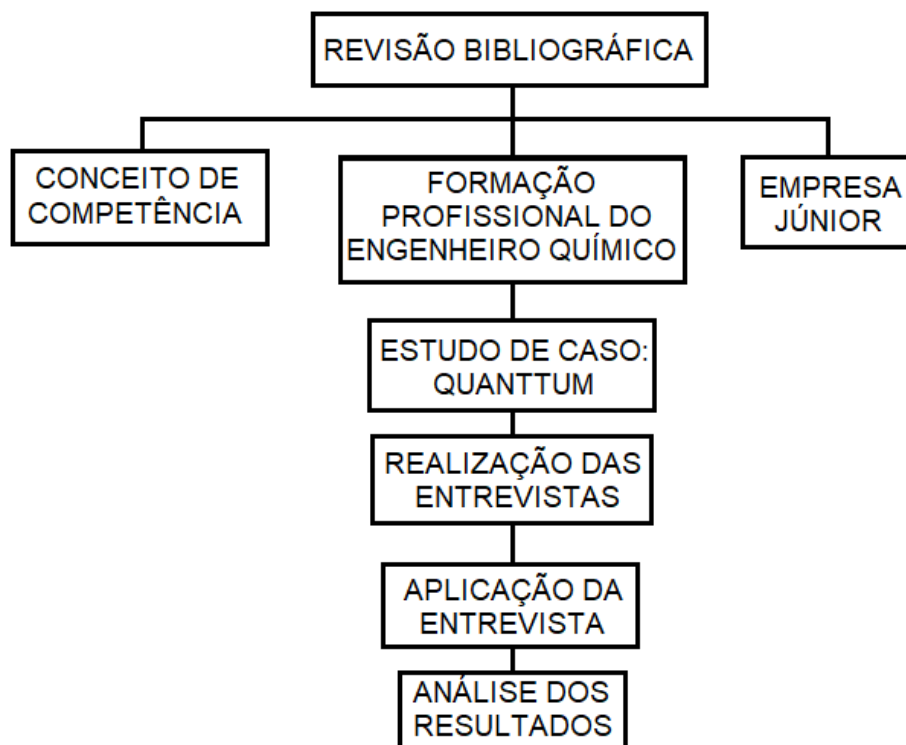 REVISÃO BIBLIOGRÁFICA
CONCEITO DE
COMPETÊNCIA
FORMAÇÃO
PROFISSIONAL DO
ENGENHEIRO QUÍMICO
EMPRESA
JÚNIOR
ESTUDO DE CASO:
QUANTTUM
REALIZAÇÃO DAS
ENTREVISTAS
APLICAÇÃO DA
ENTREVISTA
ANÁLISE DOS
RESULTADOS